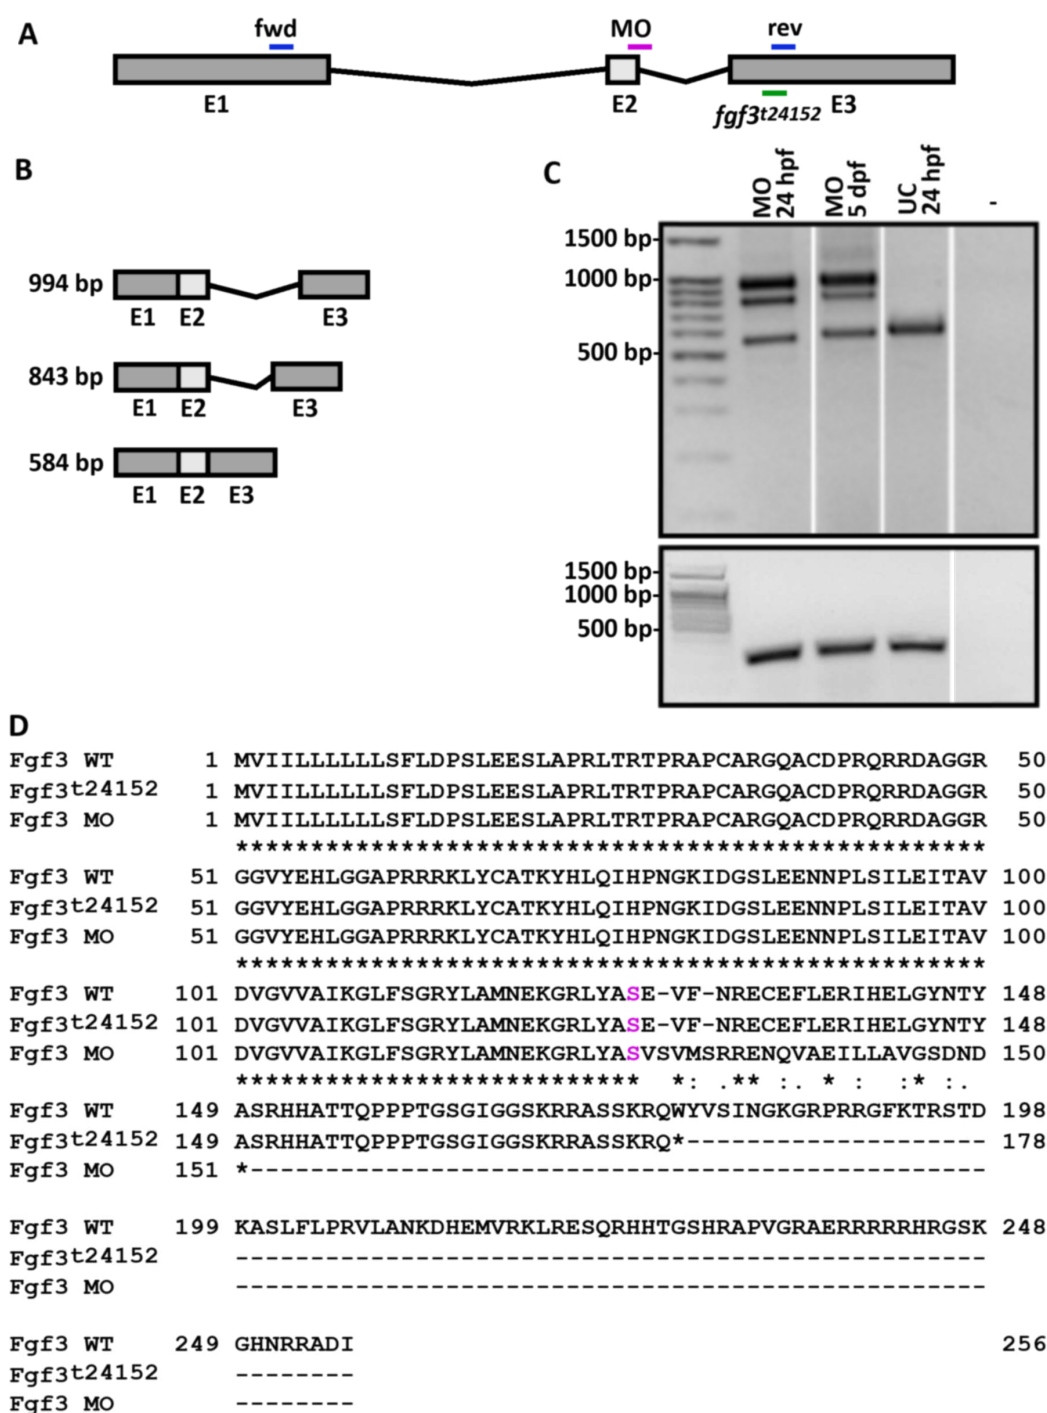 A
fwd
MO
rev
E1
E2
fgf3t24152
E3
B
994 bp
E1 E2 E3
843 bp
E1 E2 E3
584 bp
E1 E2 E3
C
MO 24 hpf
MO 5 dpf
UC 24 hpf
-
1500 bp-
1000 bp-
500 bp-
1500 bp-
1000 bp-
500 bp-
D
Fgf3 WT 1 MVIILLLLLLLSFLDPSLEESLAPRLTRTPRAPCARGQACDPRQRRDAGGR 50
Fgf3t24152 1 MVIILLLLLLLSFLDPSLEESLAPRLTRTPRAPCARGQACDPRQRRDAGGR 50
Fgf3 MO 1 MVIILLLLLLLSFLDPSLEESLAPRLTRTPRAPCARGQACDPRQRRDAGGR 50
**************************************************
Fgf3 WT 51 GGVYEHLGGAPRRRKLYCATKYHLQIHPNGKIDGSLEENNPLSILEITAV 100
Fgf3t24152 51 GGVYEHLGGAPRRRKLYCATKYHLQIHPNGKIDGSLEENNPLSILEITAV 100
Fgf3 MO 51 GGVYEHLGGAPRRRKLYCATKYHLQIHPNGKIDGSLEENNPLSILEITAV 100
**************************************************
Fgf3 WT 101 DVGVVAIKGLFSGRYLAMNEKGRLYASE-VF-NRECEFLERIHELGYNTY 148
Fgf3t24152 101 DVGVVAIKGLFSGRYLAMNEKGRLYASE-VF-NRECEFLERIHELGYNTY 148
Fgf3 MO 101 DVGVVAIKGLFSGRYLAMNEKGRLYASVSVMSRRENQVAEILLAVGSDND 150
*************************** *: .** :. * : :* :.
Fgf3 WT 149 ASRHHATTQPPPTGSGIGGSKRRASSKRQWYVSINGKGRPRRGFKTRSTD 198
Fgf3t24152 149 ASRHHATTQPPPTGSGIGGSKRRASSKRQ*-------------------- 178
Fgf3 MO 151 *-------------------------------------------------
Fgf3 WT 199 KASLFLPRVLANKDHEMVRKLRESQRHHTGSHRAPVGRAERRRRRHRGSK 248
Fgf3t24152 --------------------------------------------------
Fgf3 MO --------------------------------------------------
Fgf3 WT 249 GHNRRADI 256
Fgf3t24152 --------
Fgf3 MO --------